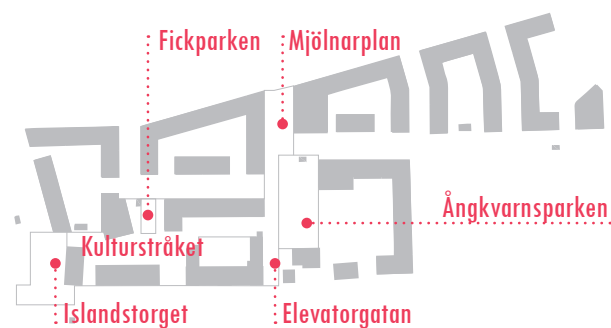 Fickparken
Mjölnarplan
Ångkvarnsparken
Kulturstråket
Islandstorget
Elevatorgatan